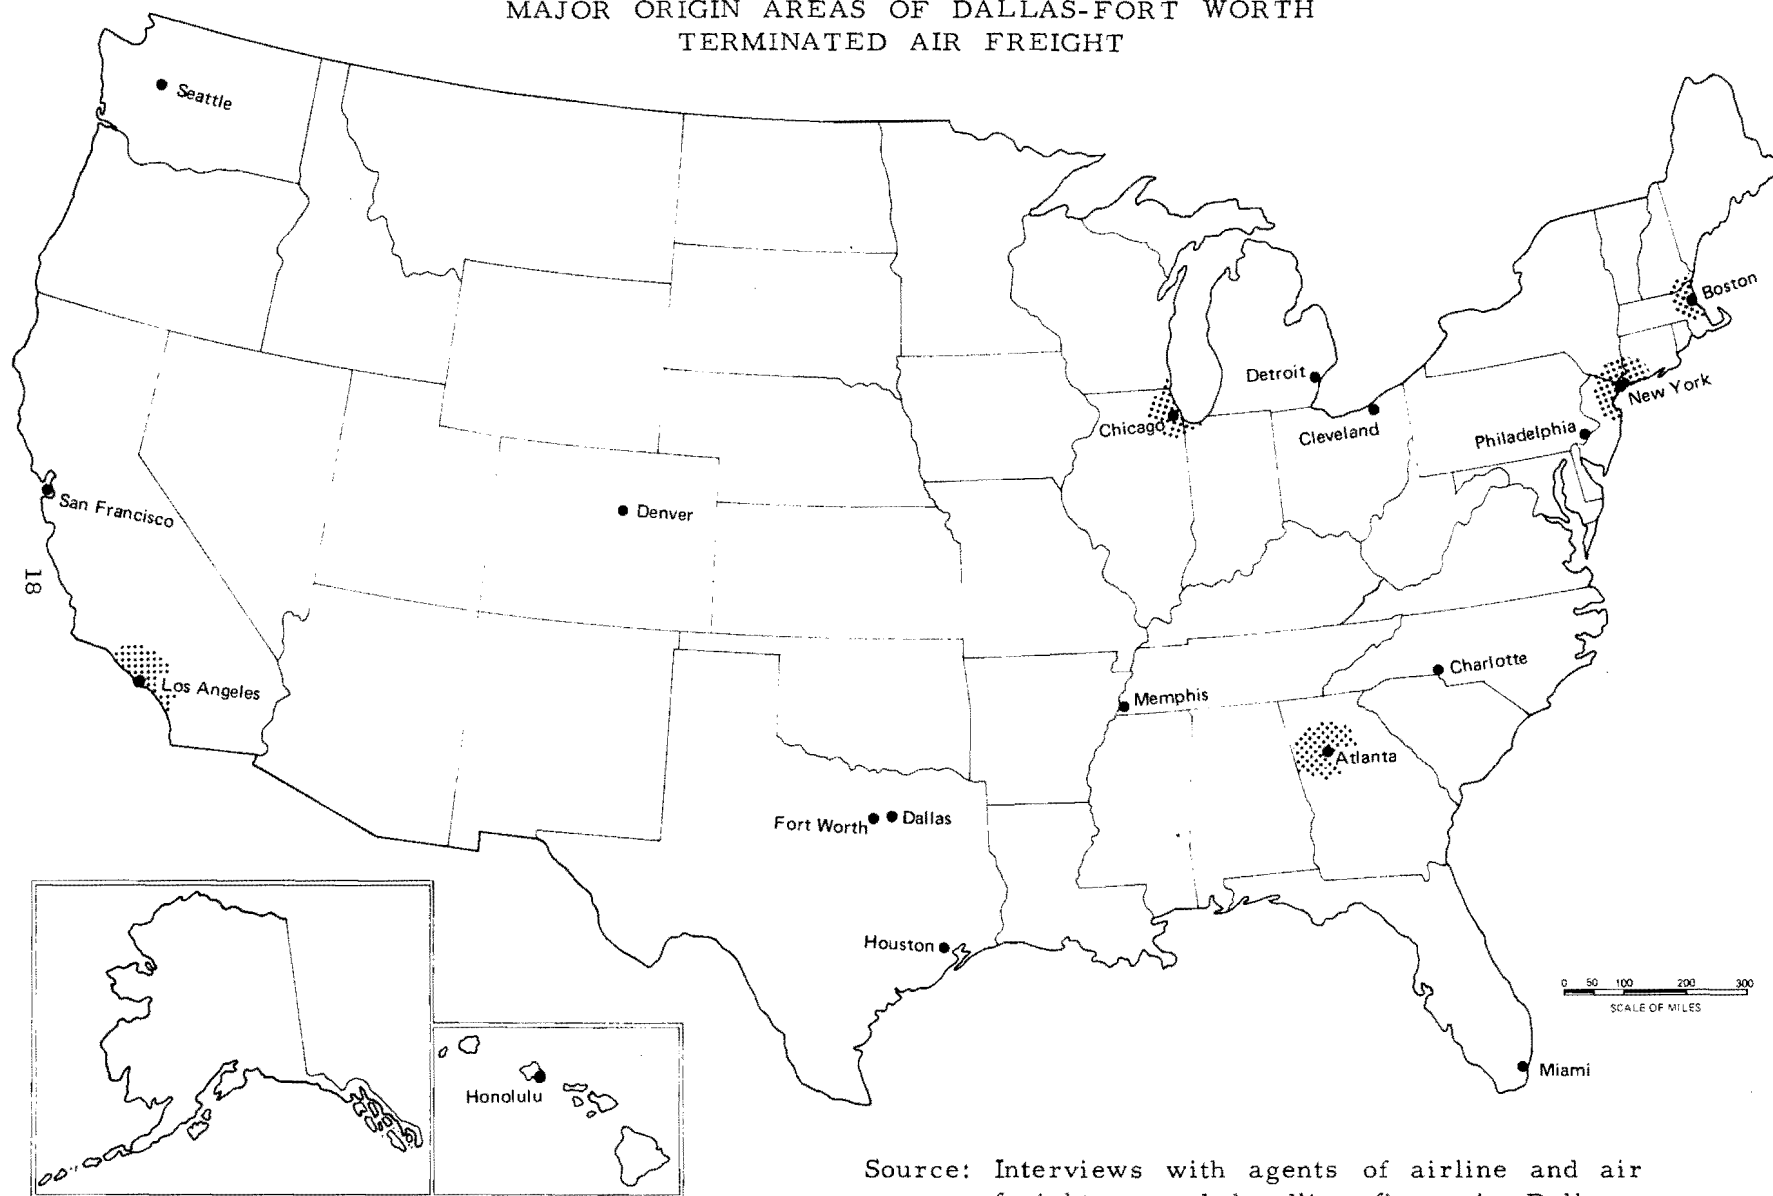 MAJOR ORIGIN AREAS OF DALLAS-FORT WORTH
TERMINATED AIR FREIGHT
Seattle
Boston
Detroit
New York
Chicago
Cleveland
Philadelphia
San Francisco
Denver
18
Charlotte
Los Angeles
Memphis
Atlanta
Fort Worth
Dallas
Houston
0 50 100 200 300
SCALE OF MILES
Miami
Honolulu
Source: Interviews with agents of airline and air